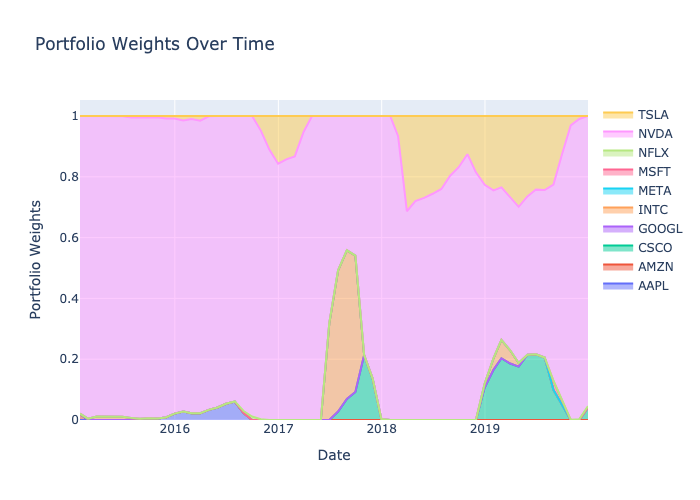 Portfolio Weights Over Time
Portfolio Weights
1
0.8
0.6
0.4
0.2
0
2016
2017
2018
2019
Date
TSLA
NVDA
NFLX
MSFT
META
INTC
GOOGL
CSCO
AMZN
AAPL